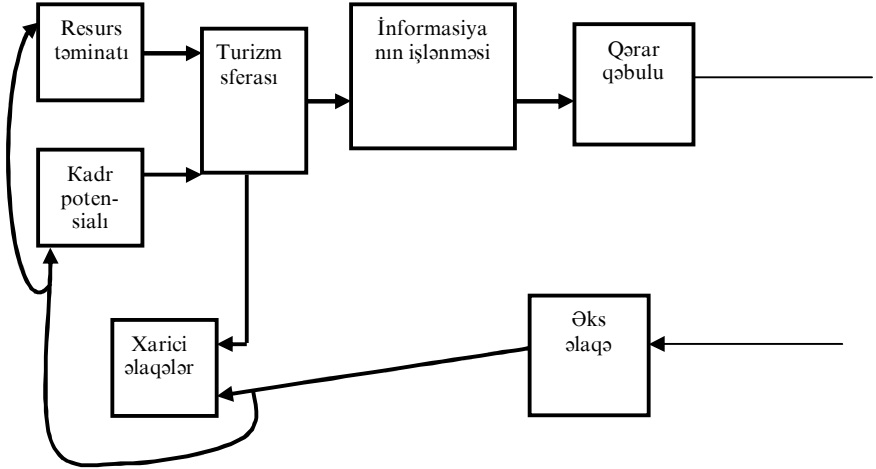 Resurs
təminatı
Turizm
sferası
İnformasiya
nın işlənməsi
Qərar
qəbulu
Kadr
poten-
sialı
Xarici
əlaqələr
Əks
əlaqə